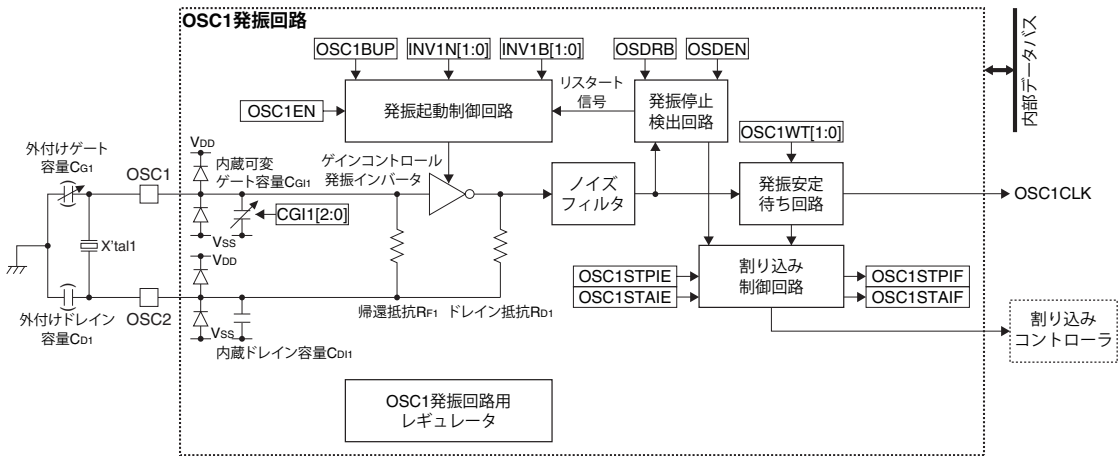 OSC1発振回路
OSC1BUP
INV1N[1:0]
INV1B[1:0]
OSDRB
OSDEN
リスタート
信号
発振起動制御回路
発振停止
検出回路
OSC1EN
内部データバス
OSC1WT[1:0]
外付けゲート
容量CG1
OSC1
VDD
内蔵可変
ゲート容量CGI1
ゲインコントロール
発振インバータ
ノイズ
フィルタ
発振安定
待ち回路
OSC1CLK
CGI1[2:0]
VSS
X'tal1
VDD
OSC1STPIE
OSC1STAIE
割り込み
制御回路
OSC1STPIF
OSC1STAIF
外付けドレイン
容量CD1
OSC2
VSS
内蔵ドレイン容量CDI1
帰還抵抗RF1
ドレイン抵抗RD1
割り込み
コントローラ
OSC1発振回路用
レギュレータ